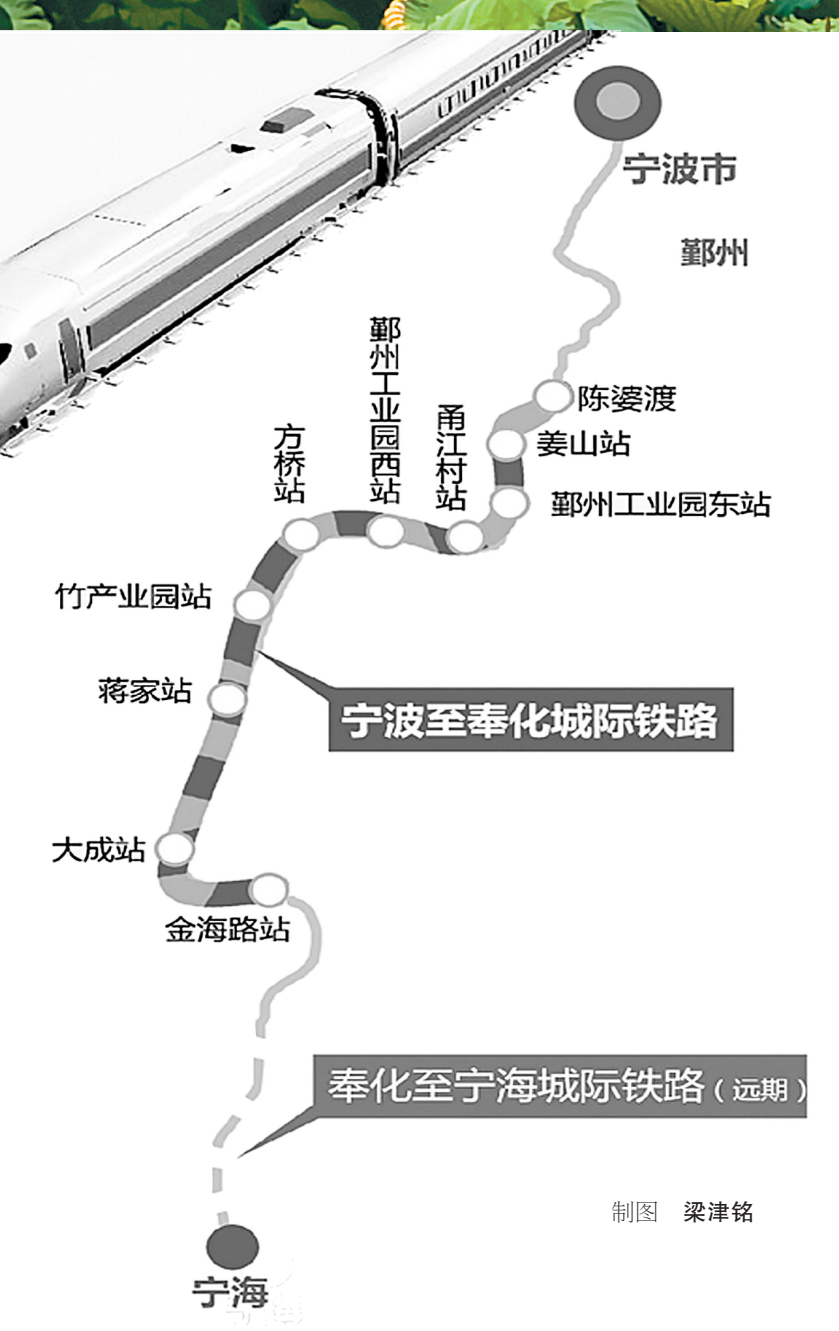 宁波市
鄞州
陈婆渡
姜山站
鄞州工业园东站
甬江村站
鄞州工业园西站
方桥站
竹产业园站
蒋家站
宁波至奉化城际铁路
大成站
金海路站
奉化至宁海城际铁路(远期)
制图 梁津铭
宁海